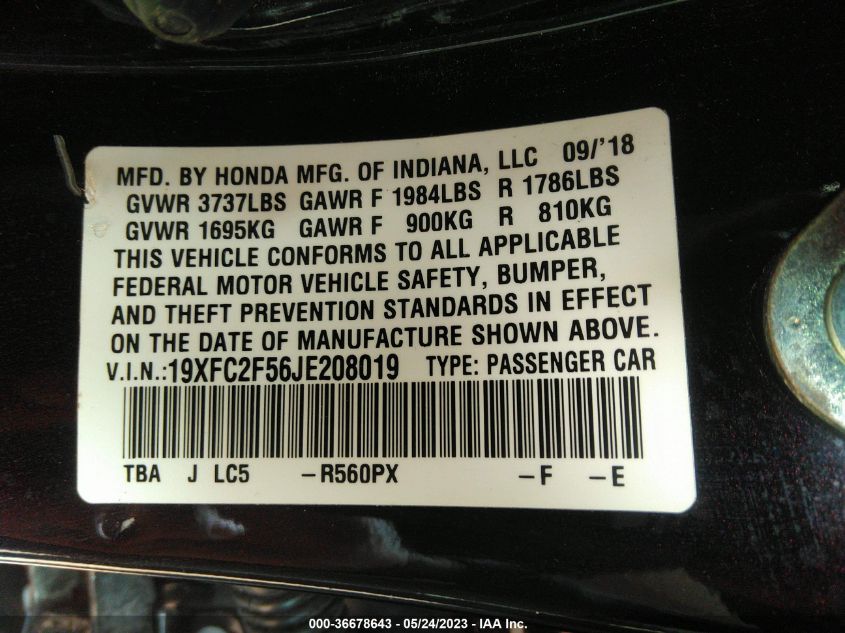 MFD. BY HONDA MFG. OF INDIANA, LLC 09/'18
GVWR 3737LBS GAWR F 1984LBS R 1786LBS
GVWR 1695KG GAWR F 900KG R 810KG
THIS VEHICLE CONFORMS TO ALL APPLICABLE
FEDERAL MOTOR VEHICLE SAFETY, BUMPER,
AND THEFT PREVENTION STANDARDS IN EFFECT
ON THE DATE OF MANUFACTURE SHOWN ABOVE.
V.I.N.:19XFC2F56JE208019 TYPE: PASSENGER CAR
TBA J LC5 -R560PX -F -E
000-36678643 - 05/24/2023 - IAA Inc.